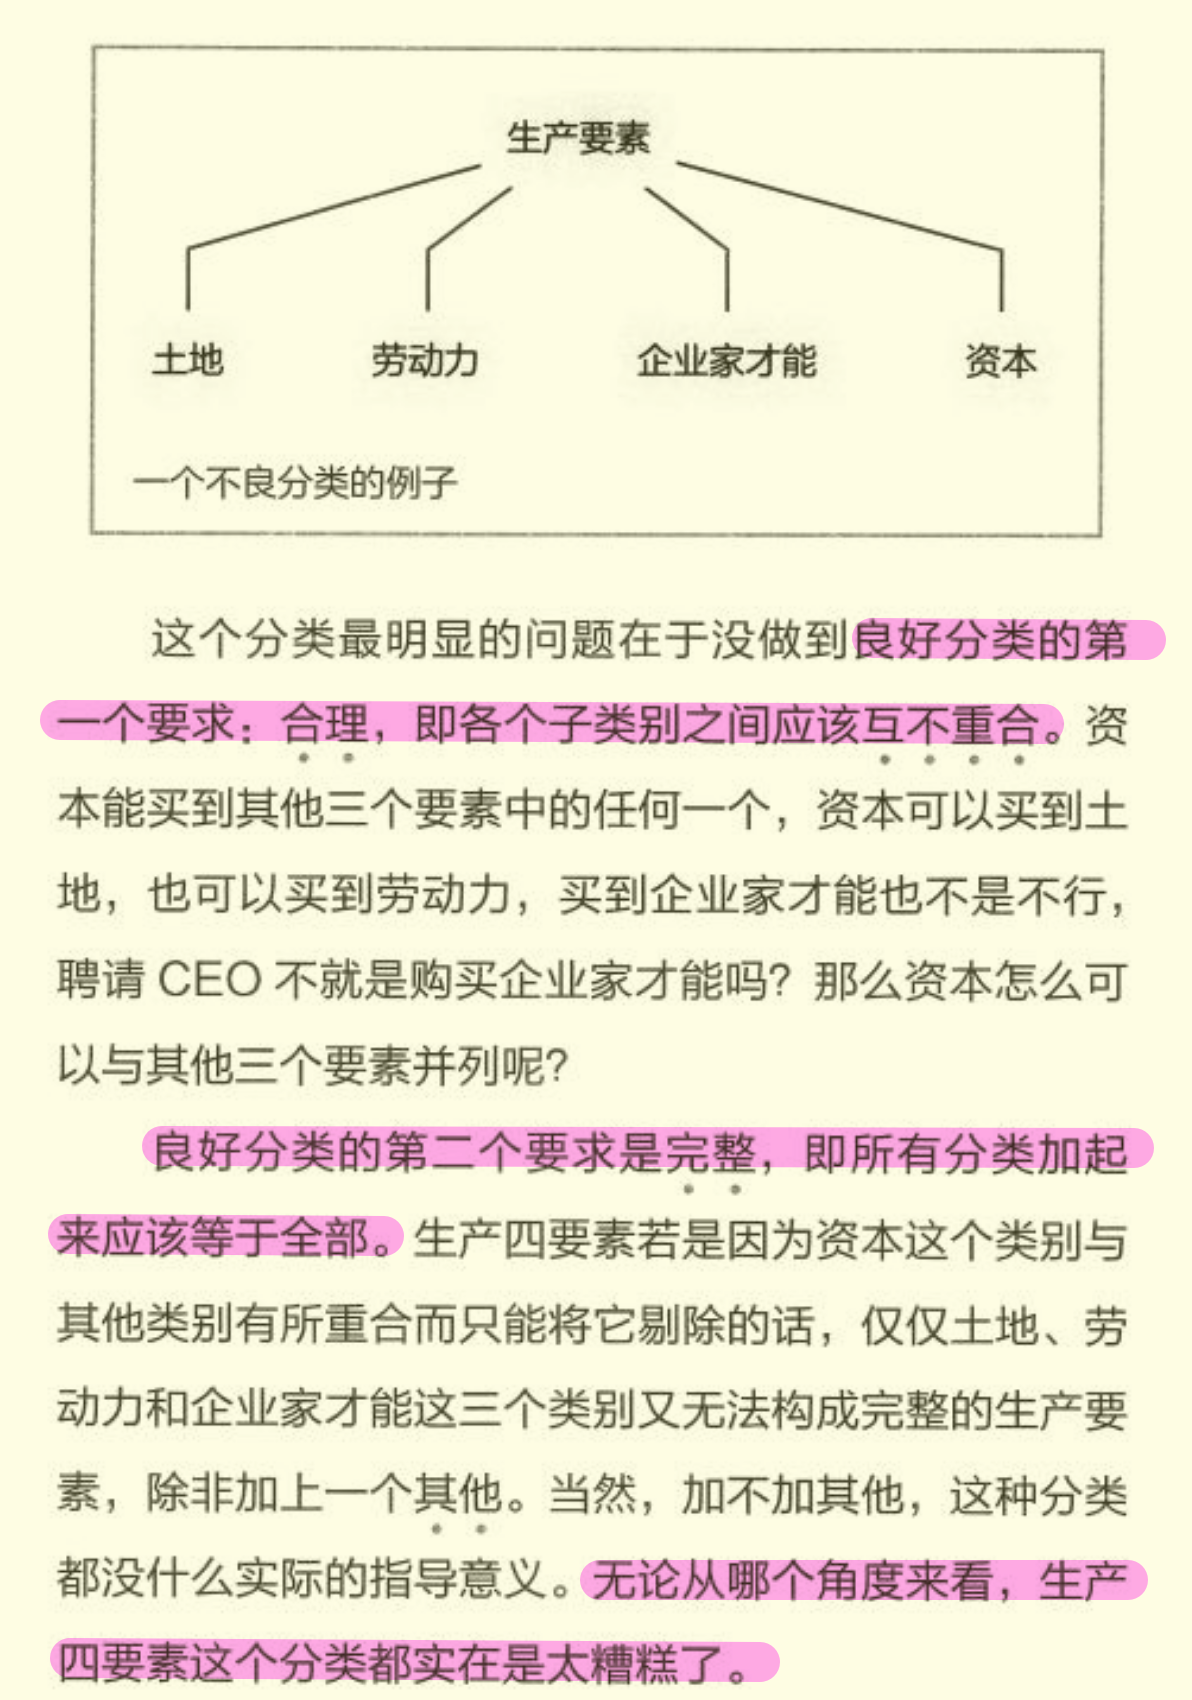 生产要素
土地 劳动力 企业家才能 资本
一个不良分类的例子
这个分类最明显的问题在于没做到良好分类的第
一个要求：合理，即各个子类别之间应该互不重合。资
本能买到其他三个要素中的任何一个，资本可以买到土
地，也可以买到劳动力，买到企业家才能也不是不行，
聘请 CEO 不就是购买企业家才能吗？那么资本怎么可
以与其他三个要素并列呢？
良好分类的第二个要求是完整，即所有分类加起
来应该等于全部。生产四要素若是因为资本这个类别与
其他类别有所重合而只能将它剔除的话，仅仅土地、劳
动力和企业家才能这三个类别又无法构成完整的生产要
素，除非加上一个其他。当然，加不加其他，这种分类
都没什么实际的指导意义。无论从哪个角度来看，生产
四要素这个分类都实在是太糟糕了。